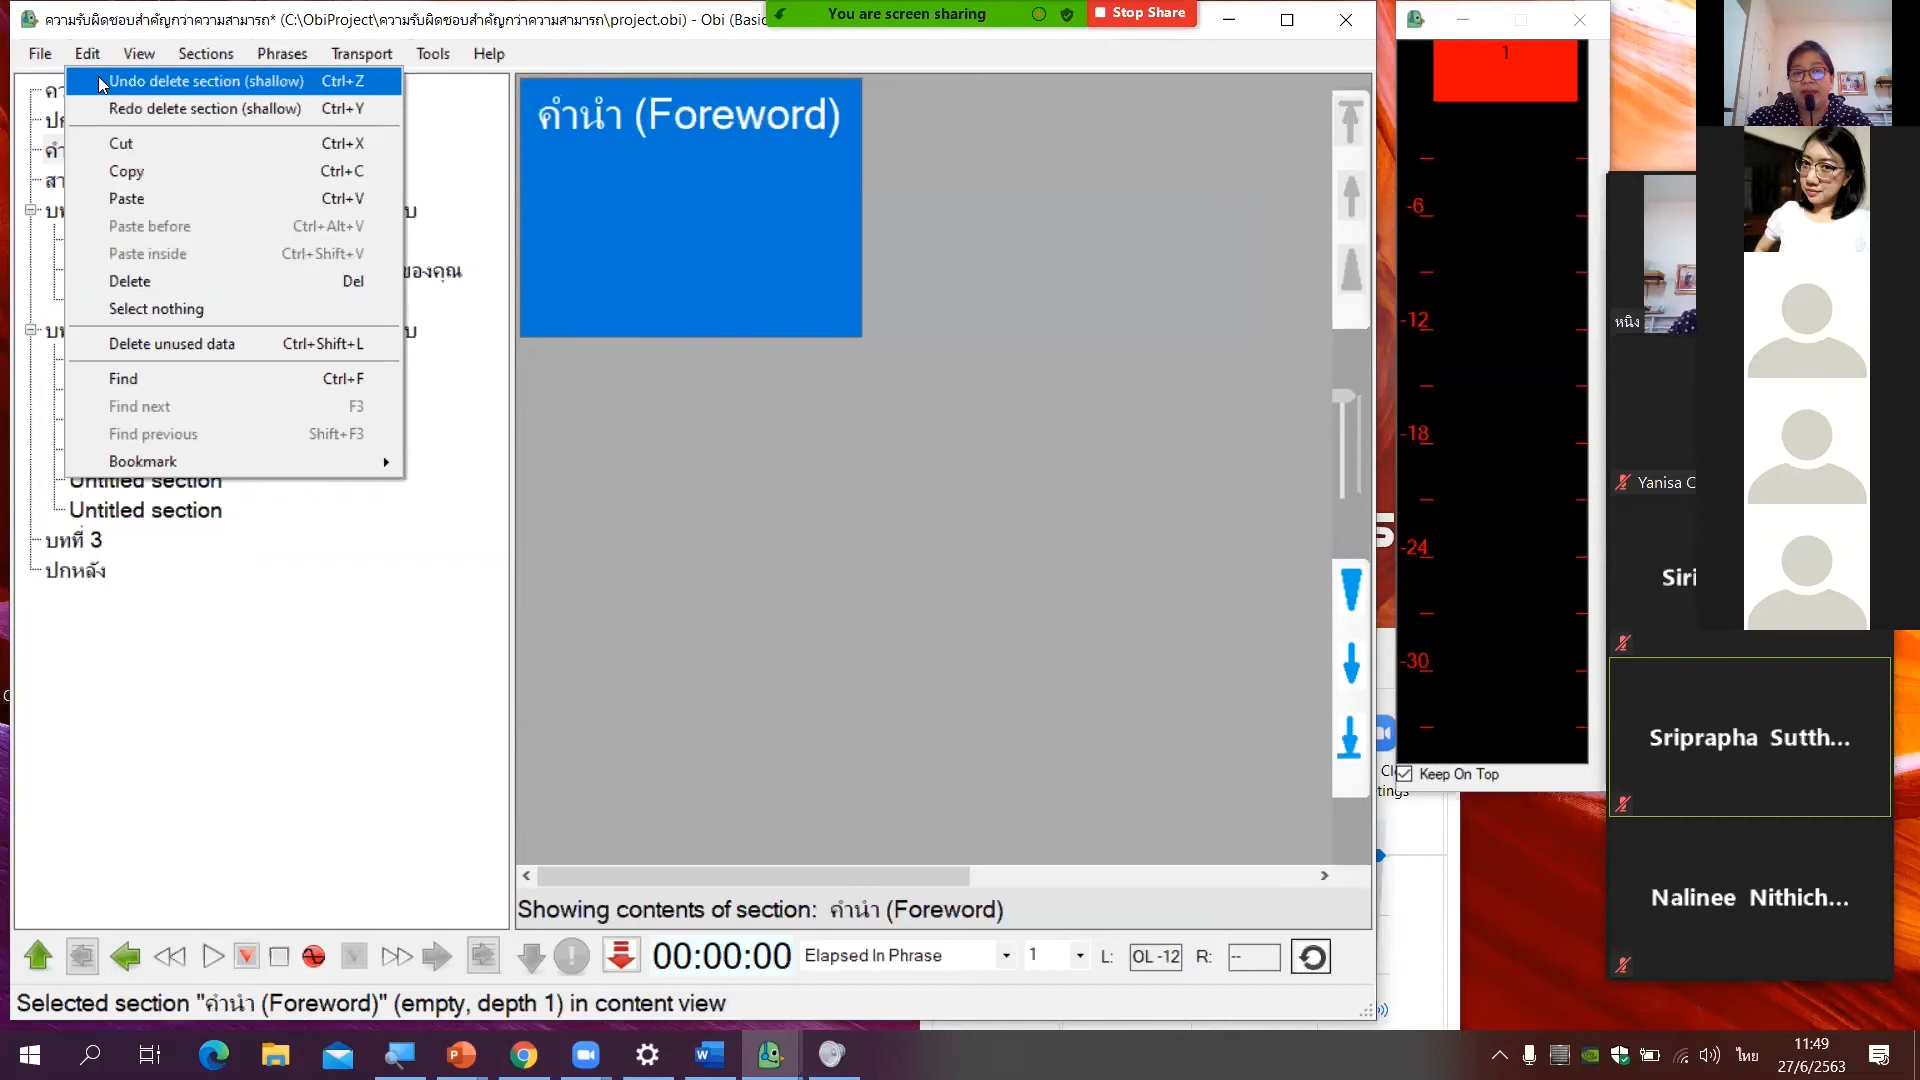 ความรับผิดชอบสำคัญกว่าความสามารถ* (C:\ObiProject\ความรับผิดชอบสำคัญกว่าความสามารถ\project.obi) - Obi (Basic
You are screen sharing
Stop Share
File Edit View Sections Phrases Transport Tools Help
Undo delete section (shallow) Ctrl+Z
Redo delete section (shallow) Ctrl+Y
Cut Ctrl+X
Copy Ctrl+C
Paste Ctrl+V
Paste before Ctrl+Alt+V
Paste inside Ctrl+Shift+V
Delete Del
Select nothing
Delete unused data Ctrl+Shift+L
Find Ctrl+F
Find next F3
Find previous Shift+F3
Bookmark
ของคุณ
Untitled section
Untitled section
บทที่ 3
ปกหลัง
คำนำ (Foreword)
Showing contents of section: คำนำ (Foreword)
00:00:00 Elapsed In Phrase 1 L: OL -12 R: --
Selected section "คำนำ (Foreword)" (empty, depth 1) in content view
1
-6
-12
-18
-24
-30
Keep On Top
tings
หนิง
Yanisa C
Siri
Sriprapha Sutth...
Nalinee Nithich...
ไทย
11:49
27/6/2563